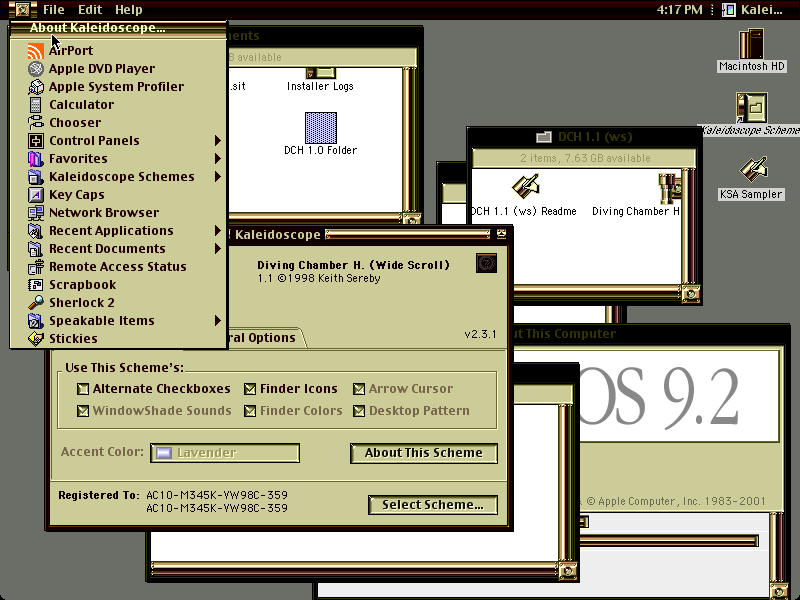 File Edit Help
4:17 PM
Kalei...
About Kaleidoscope...
AirPort
Apple DVD Player
Apple System Profiler
Calculator
Chooser
Control Panels
Favorites
Kaleidoscope Schemes
Key Caps
Network Browser
Recent Applications
Recent Documents
Remote Access Status
Scrapbook
Sherlock 2
Speakable Items
Stickies
ents
B available
.sit
Installer Logs
DCH 1.0 Folder
Macintosh HD
Kaleidoscope Scheme
KSA Sampler
DCH 1.1 (ws)
2 items, 7.63 GB available
DCH 1.1 (ws) Readme
Diving Chamber H
Kaleidoscope
Diving Chamber H. (Wide Scroll)
1.1 ©1998 Keith Sereby
ral Options
v2.3.1
Use This Scheme's:
Alternate Checkboxes
Finder Icons
Arrow Cursor
WindowShade Sounds
Finder Colors
Desktop Pattern
Accent Color:
Lavender
About This Scheme
Registered To:
AC10-M345K-YW98C-359
AC10-M345K-YW98C-359
Select Scheme...
ut This Computer
OS 9.2
© Apple Computer, Inc. 1983-2001